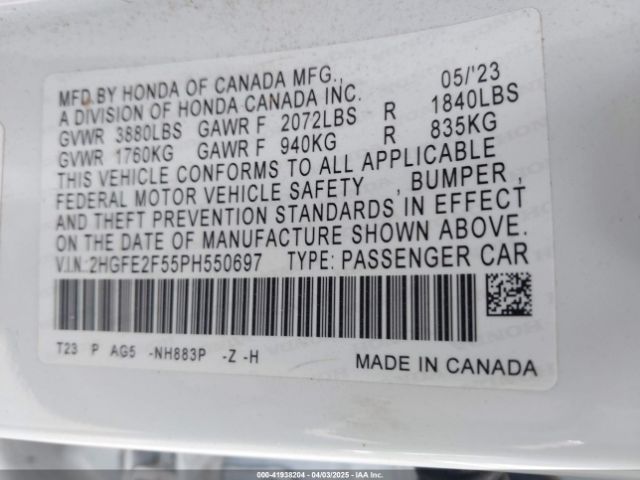 MFD.BY HONDA OF CANADA MFG., 05/'23
A DIVISION OF HONDA CANADA INC.
GVWR 3880LBS GAWR F 2072LBS R 1840LBS
GVWR 1760KG GAWR F 940KG R 835KG
THIS VEHICLE CONFORMS TO ALL APPLICABLE
FEDERAL MOTOR VEHICLE SAFETY , BUMPER ,
AND THEFT PREVENTION STANDARDS IN EFFECT
ON THE DATE OF MANUFACTURE SHOWN ABOVE.
V.I.N.:2HGFE2F55PH550697 TYPE: PASSENGER CAR
T23 P AG5 -NH883P -Z -H
MADE IN CANADA
000-41938204 - 04/03/2025 - IAA Inc.